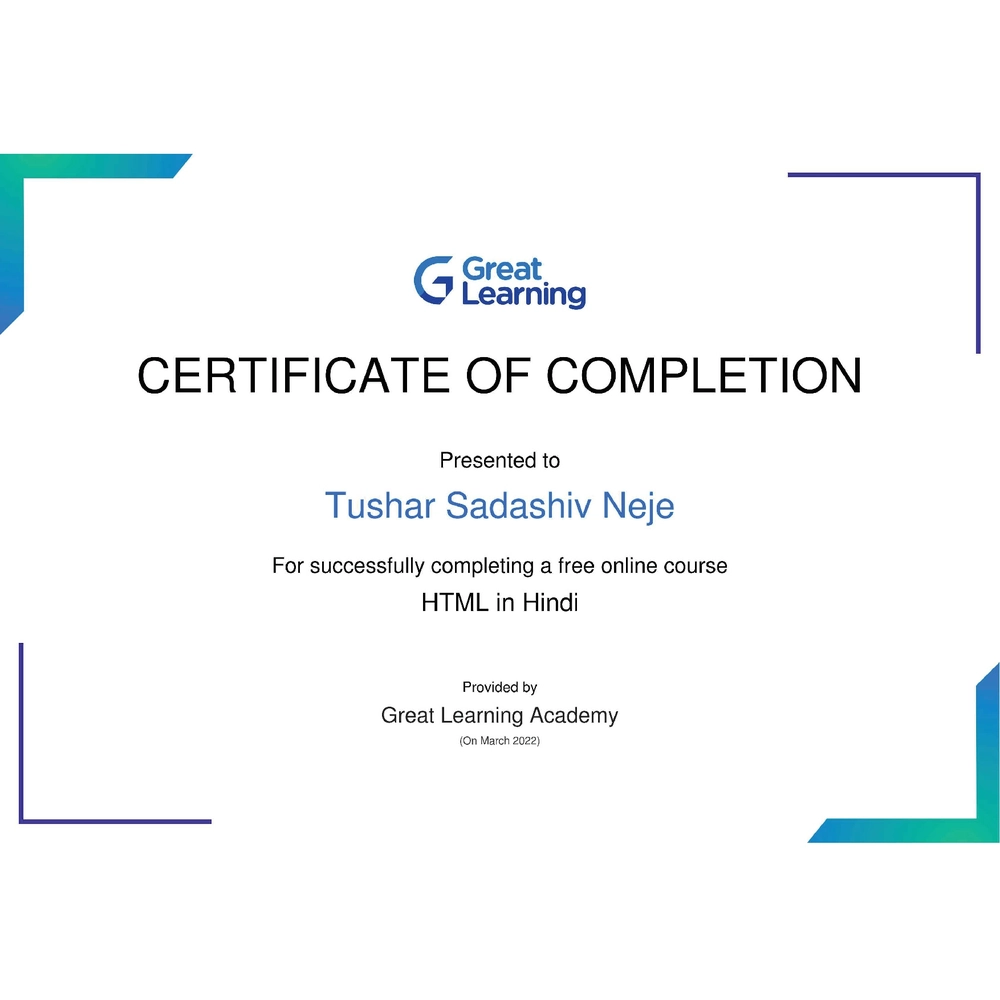 Great
Learning
CERTIFICATE OF COMPLETION
Presented to
Tushar Sadashiv Neje
For successfully completing a free online course
HTML in Hindi
Provided by
Great Learning Academy
(On March 2022)